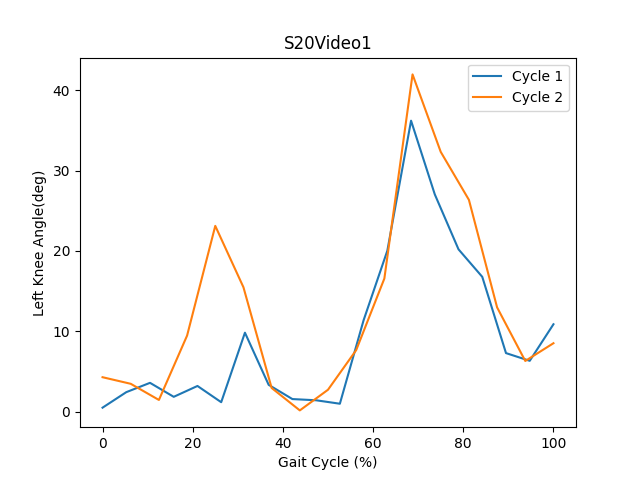 S20Video1
Cycle 1
Cycle 2
40
30
20
10
0
Left Knee Angle(deg)
0 20 40 60 80 100
Gait Cycle (%)